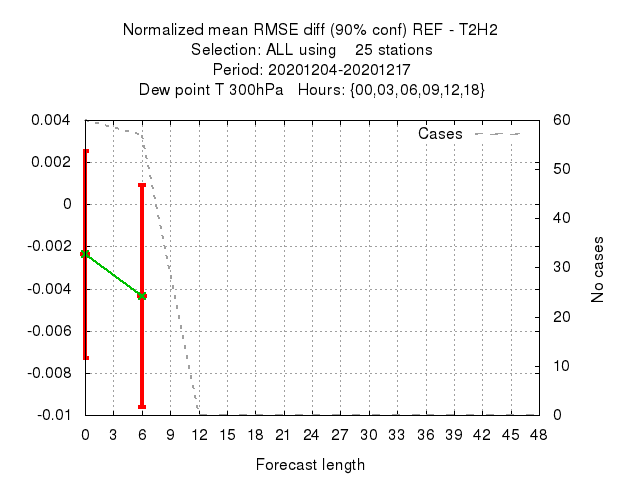 Normalized mean RMSE diff (90% conf) REF - T2H2
Selection: ALL using 25 stations
Period: 20201204-20201217
Dew point T 300hPa Hours: {00,03,06,09,12,18}
Cases
0.004
0.002
0
-0.002
-0.004
-0.006
-0.008
-0.01
60
50
40
30
20
10
0
No cases
0 3 6 9 12 15 18 21 24 27 30 33 36 39 42 45 48
Forecast length